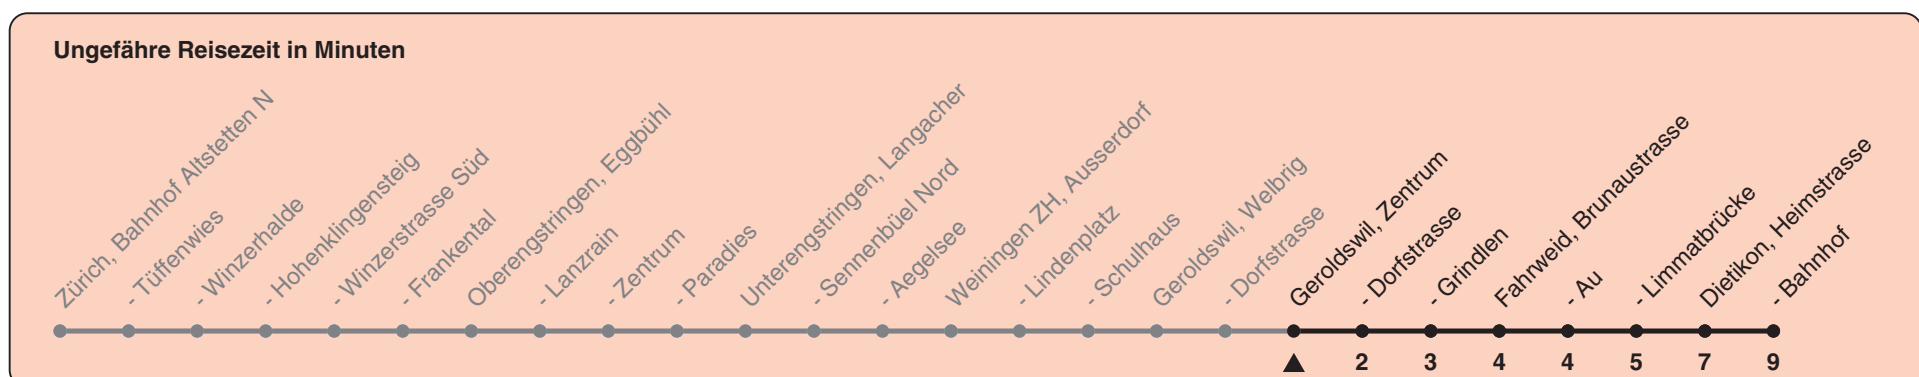 Ungefähre Reisezeit in Minuten
Zürich, Bahnhof Altstetten N
- Tüffenwies
- Winzerhalde
- Hohenklingensteig
- Winzerstrasse Süd
- Frankental
Oberengstringen, Eggbühl
- Lanzrain
- Zentrum
- Paradies
Unterengstringen, Langacher
- Sennenbüel Nord
- Aegelsee
Weiningen ZH, Ausserdorf
- Lindenplatz
- Schulhaus
Geroldswil, Welbrig
- Dorfstrasse
Geroldswil, Zentrum
- Dorfstrasse
- Grindlen
Fahrweid, Brunaustrasse
- Au
- Limmatbrücke
Dietikon, Heimstrasse
- Bahnhof
2 3 4 4 5 7 9